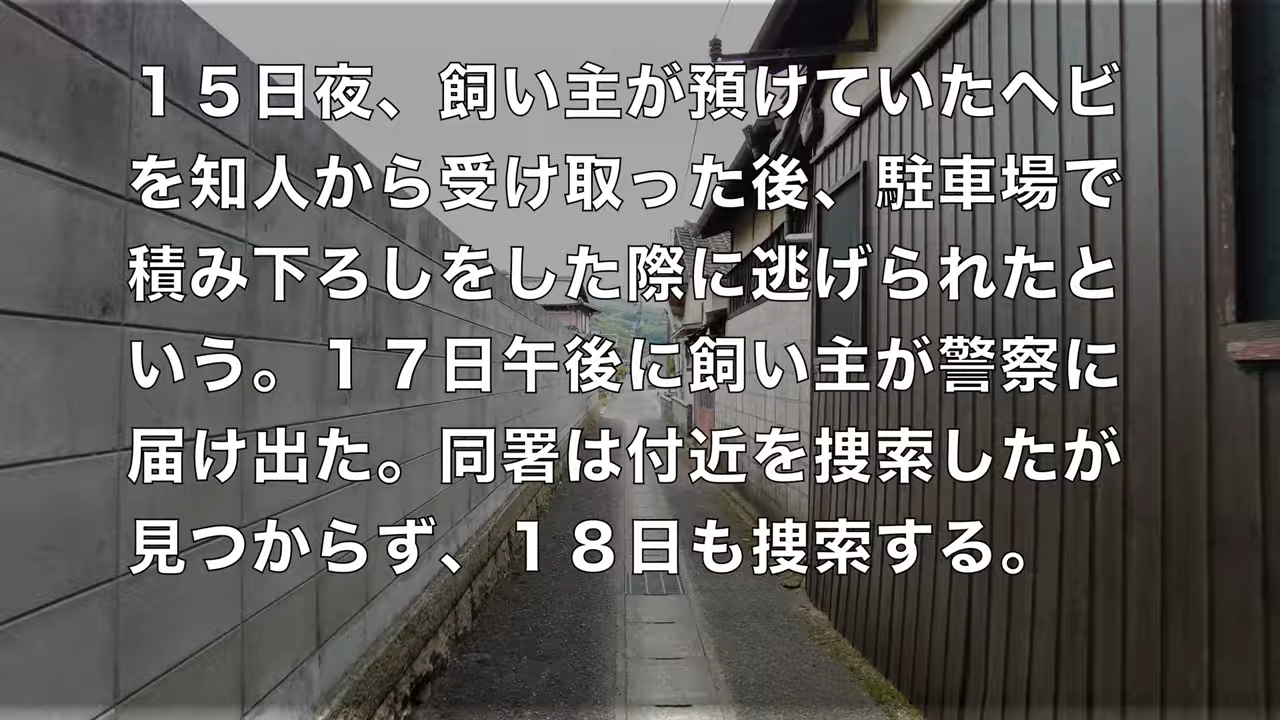 １５日夜、飼い主が預けていたヘビ
を知人から受け取った後、駐車場で
積み下ろしをした際に逃げられたと
いう。１７日午後に飼い主が警察に
届け出た。同署は付近を捜索したが
見つからず、１８日も捜索する。